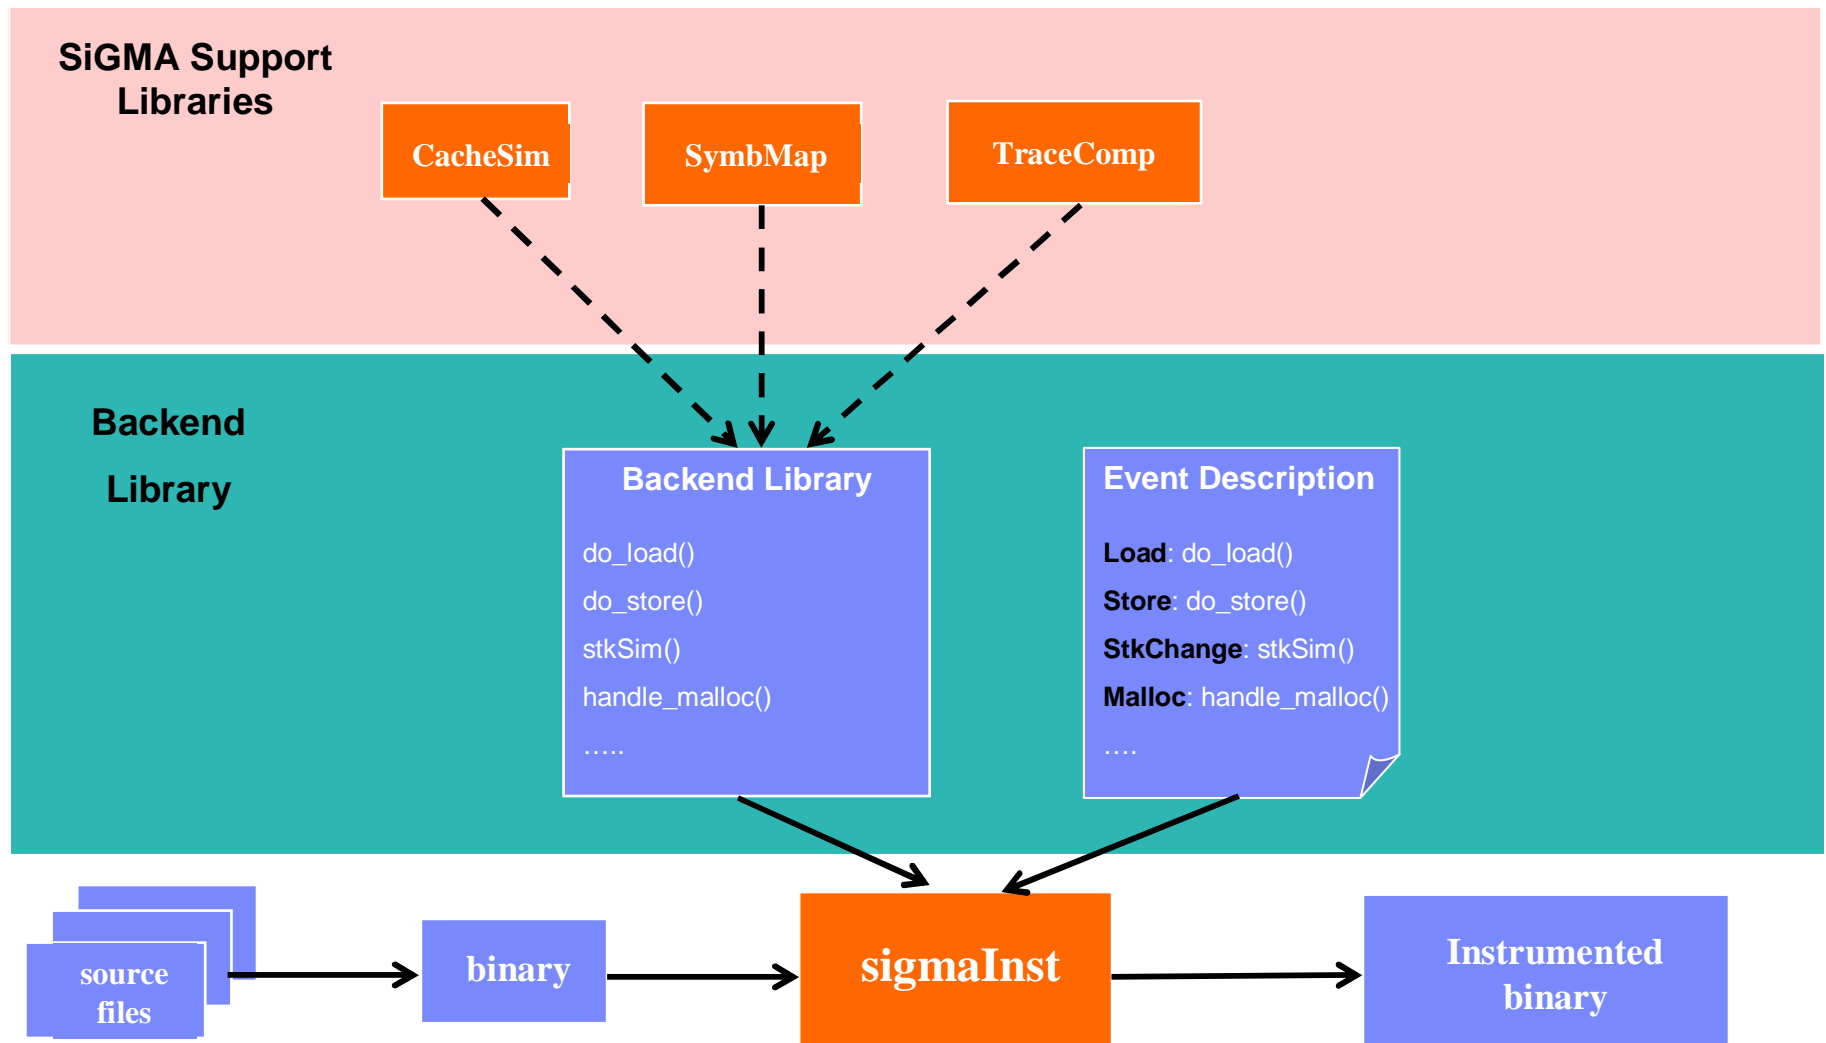 SiGMA Support
Libraries
CacheSim
SymbMap
TraceComp
Backend
Library
Backend Library
do_load()
do_store()
stkSim()
handle_malloc()
…..
Event Description
Load: do_load()
Store: do_store()
StkChange: stkSim()
Malloc: handle_malloc()
….
source
files
binary
sigmaInst
Instrumented
binary